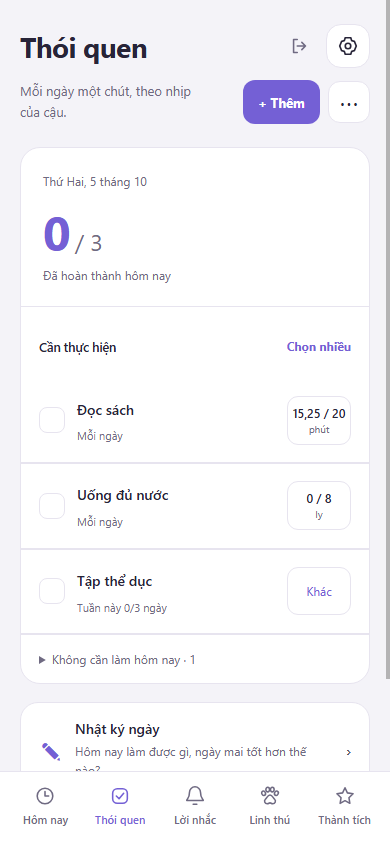 Thói quen
Mỗi ngày một chút, theo nhịp
của cậu.
+ Thêm
...
Thứ Hai, 5 tháng 10
0 / 3
Đã hoàn thành hôm nay
Cần thực hiện
Chọn nhiều
Đọc sách
Mỗi ngày
15,25 / 20
phút
Uống đủ nước
Mỗi ngày
0 / 8
ly
Tập thể dục
Tuần này 0/3 ngày
Khác
Không cần làm hôm nay · 1
Nhật ký ngày
Hôm nay làm được gì, ngày mai tốt hơn thế
nào?
Hôm nay
Thói quen
Lời nhắc
Linh thú
Thành tích